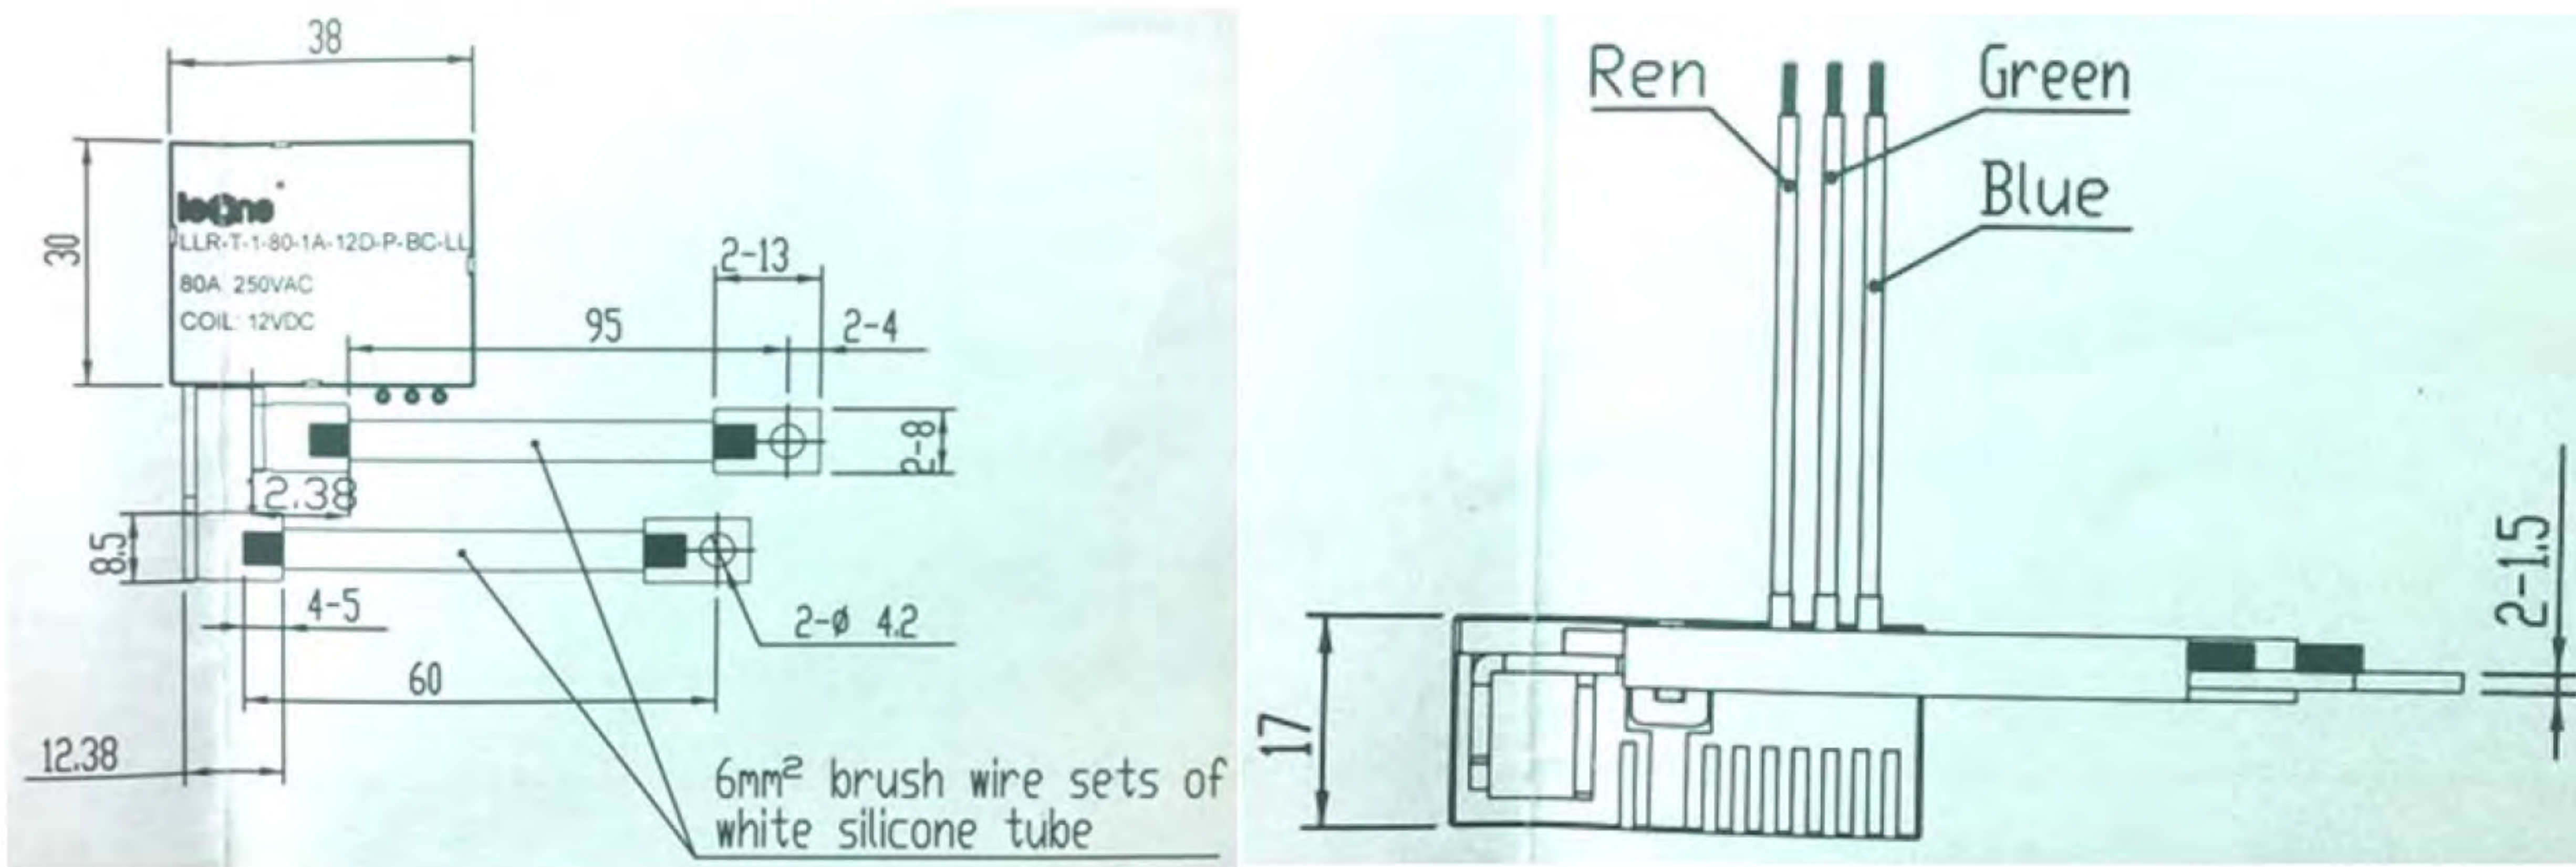 38
30
leOne
LLR-T-1-80-1A-12D-P-BC-LL
80A 250VAC
COIL: 12VDC
2-13
95
2-4
2-8
12.38
8.5
4-5
2-ø 4.2
60
12.38
6mm² brush wire sets of
white silicone tube
Ren
Green
Blue
17
2-1.5